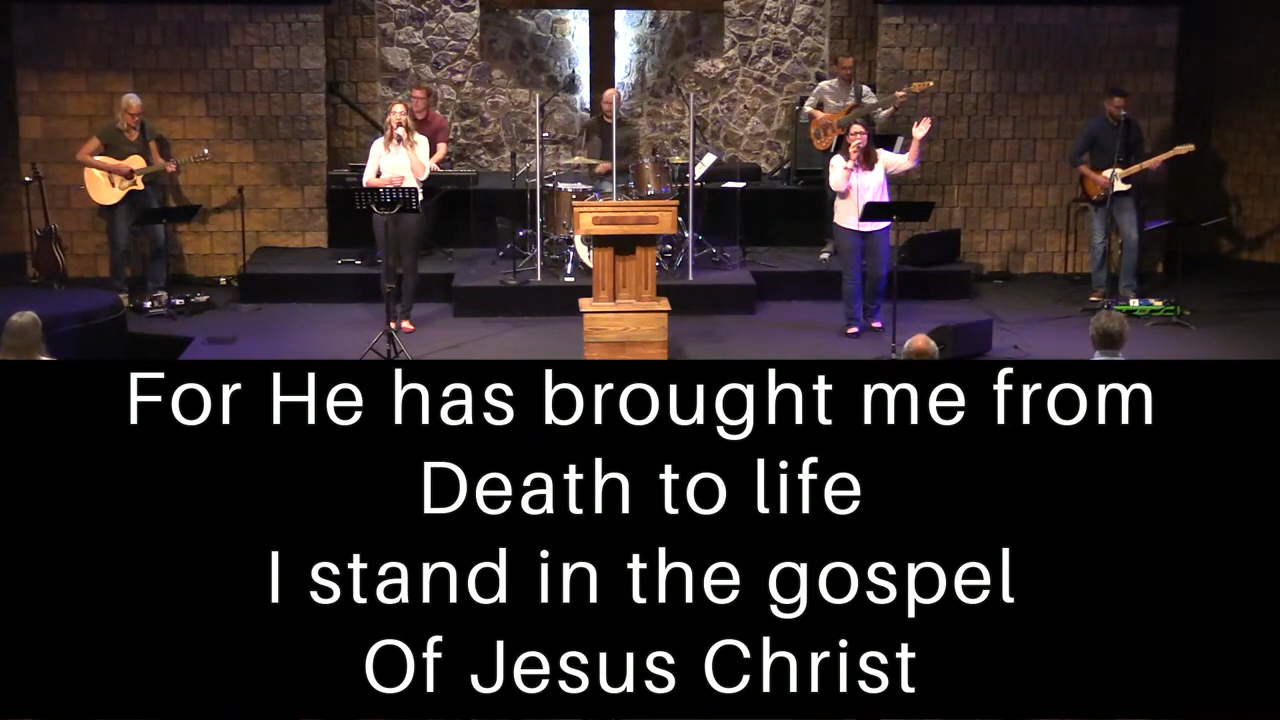 For He has brought me from
Death to life
I stand in the gospel
Of Jesus Christ